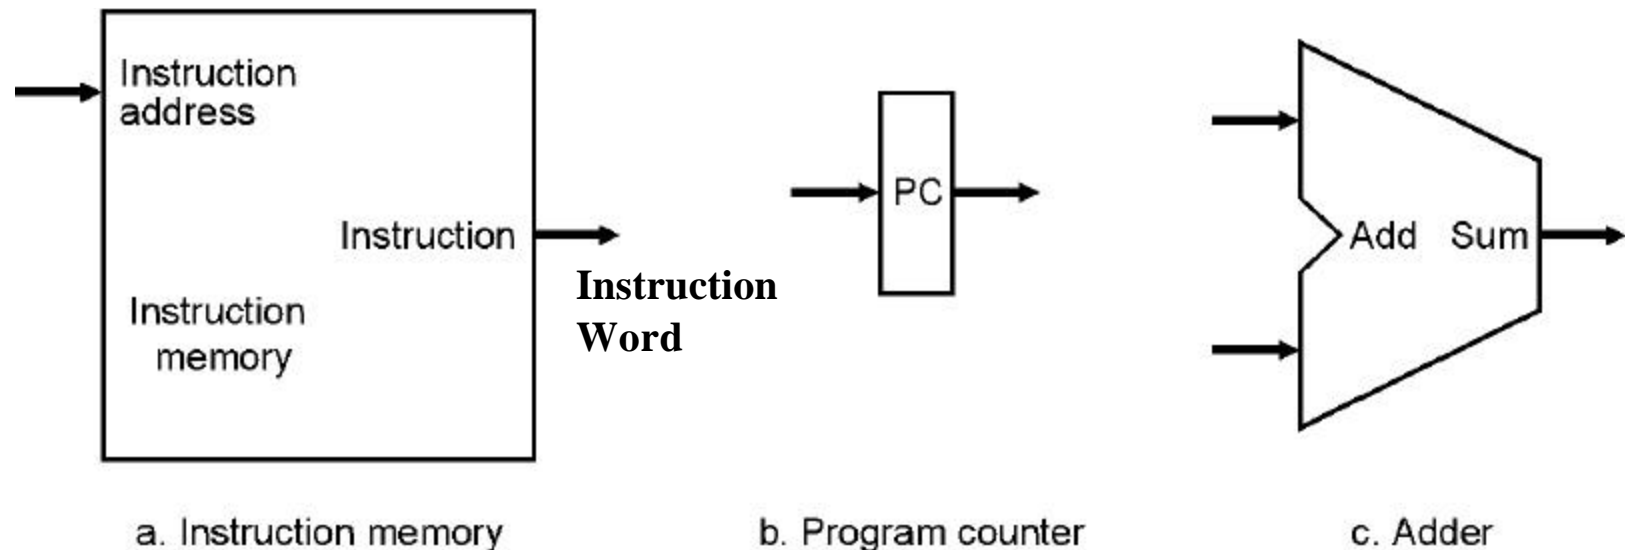 Instruction
address
Instruction
Instruction
Word
Instruction
memory
PC
Add Sum
a. Instruction memory
b. Program counter
c. Adder